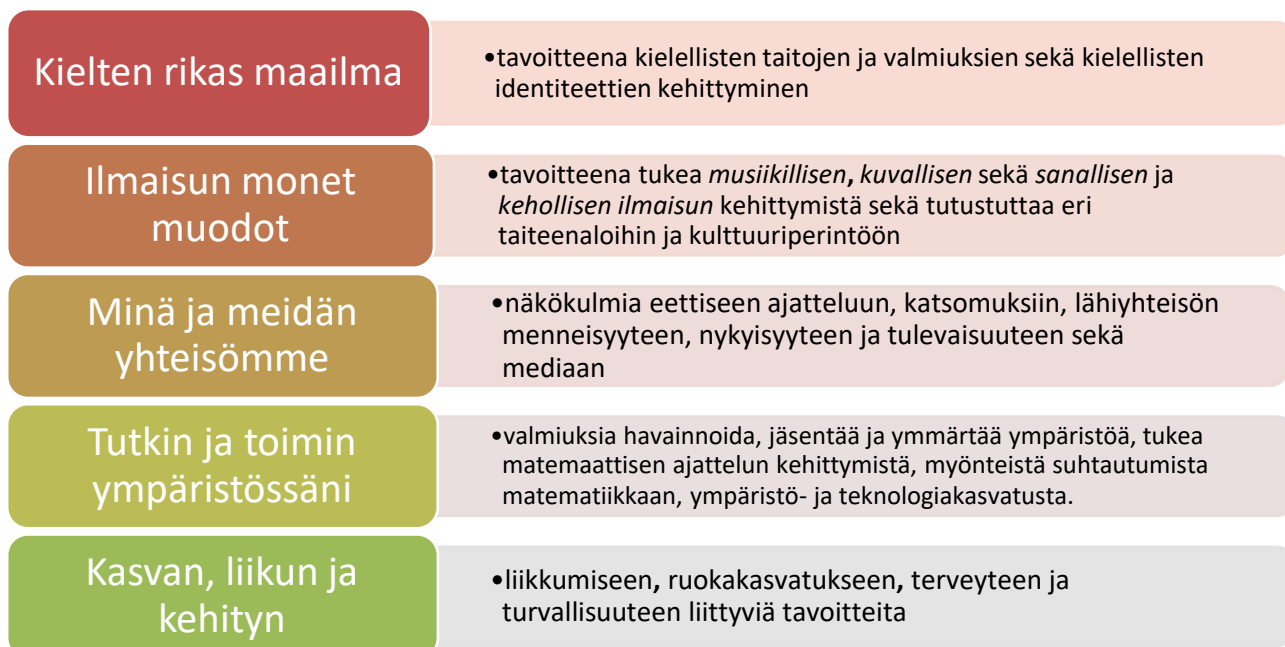 Kielten rikas maailma
•tavoitteena kielellisten taitojen ja valmiuksien sekä kielellisten
identiteettien kehittyminen
Ilmaisun monet
muodot
•tavoitteena tukea musiikillisen, kuvallisen sekä sanallisen ja
kehollisen ilmaisun kehittymistä sekä tutustuttaa eri
taiteenaloihin ja kulttuuriperintöön
Minä ja meidän
yhteisömme
•näkökulmia eettiseen ajatteluun, katsomuksiin, lähiyhteisön
menneisyyteen, nykyisyyteen ja tulevaisuuteen sekä
mediaan
Tutkin ja toimin
ympäristössäni
•valmiuksia havainnoida, jäsentää ja ymmärtää ympäristöä, tukea
matemaattisen ajattelun kehittymistä, myönteistä suhtautumista
matematiikkaan, ympäristö- ja teknologiakasvatusta.
Kasvan, liikun ja
kehityn
•liikkumiseen, ruokakasvatukseen, terveyteen ja
turvallisuuteen liittyviä tavoitteita